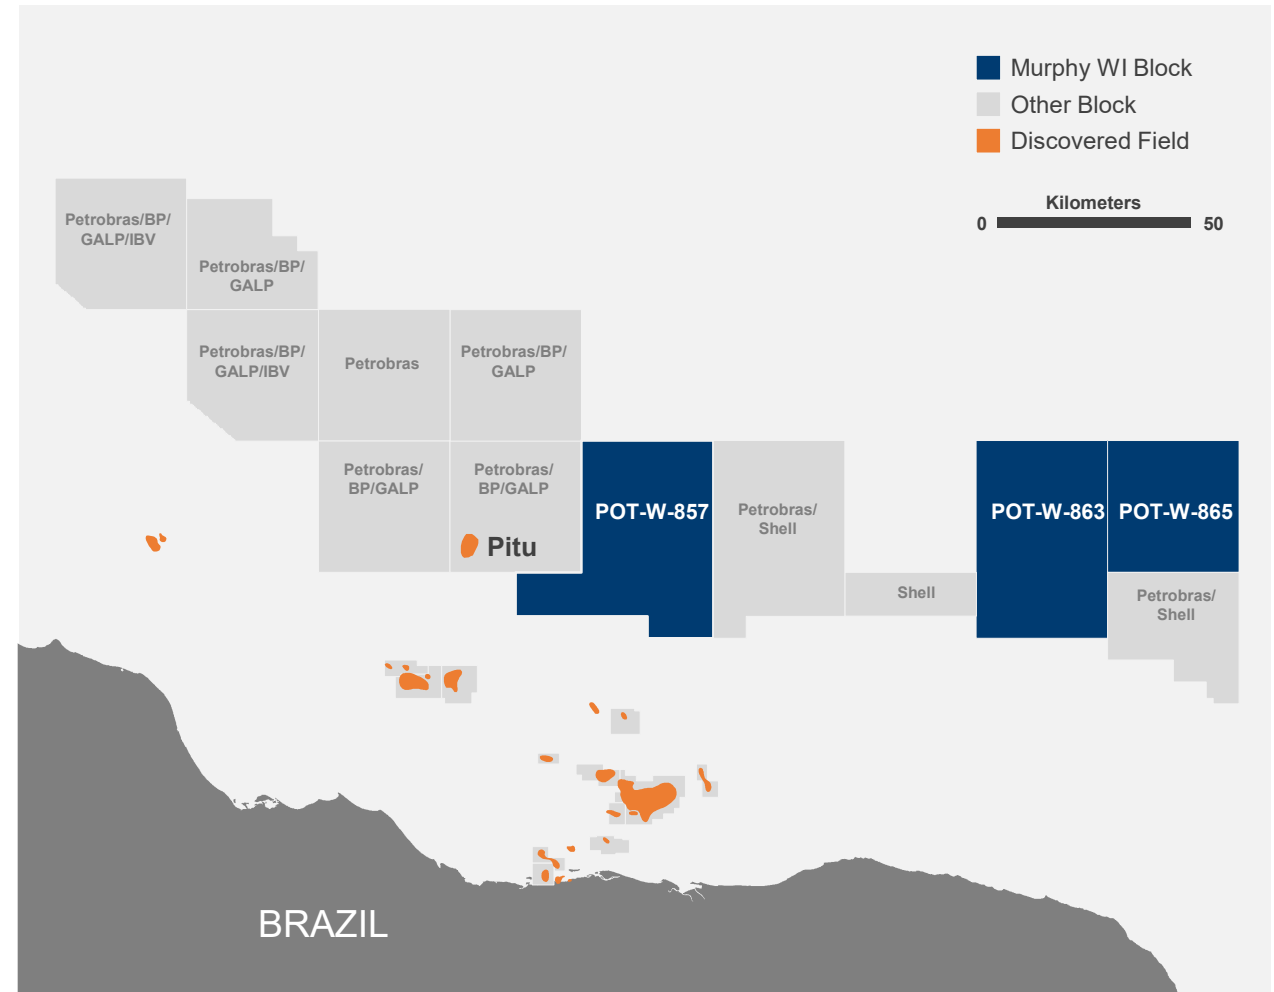 Murphy WI Block
Other Block
Discovered Field
Kilometers
0 50
Petrobras/BP/
GALP/IBV
Petrobras/BP/
GALP
Petrobras/BP/
GALP/IBV
Petrobras
Petrobras/BP/
GALP
Petrobras/
BP/GALP
Petrobras/
BP/GALP
Pitu
POT-W-857
Petrobras/
Shell
Shell
POT-W-863
POT-W-865
Petrobras/
Shell
BRAZIL